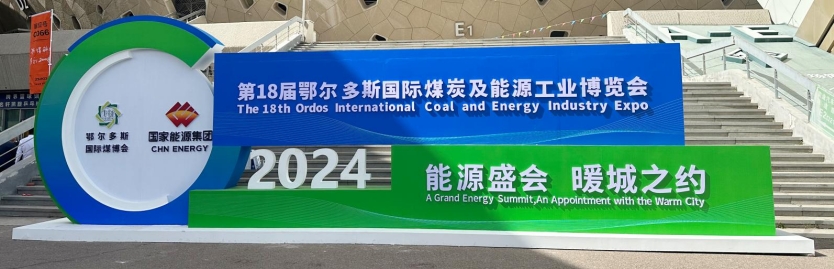 E1
第18届鄂尔多斯国际煤炭及能源工业博览会
The 18th Ordos International Coal and Energy Industry Expo
鄂尔多斯
国际煤博会
国家能源集团
CHN ENERGY
2024
能源盛会 暖城之约
A Grand Energy Summit,An Appointment with the Warm City